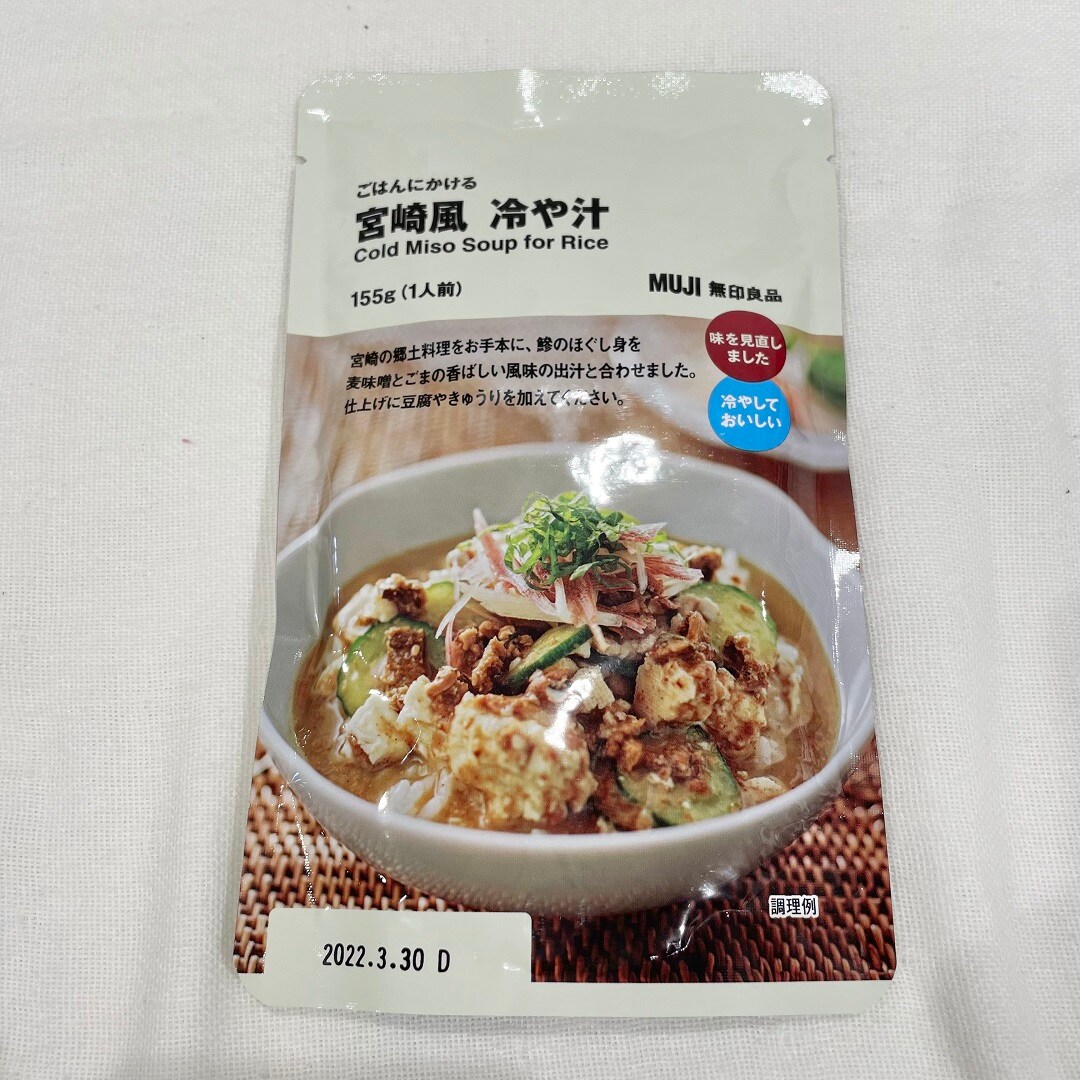 ごはんにかける
宮崎風 冷や汁
Cold Miso Soup for Rice
155g（1人前）
MUJI 無印良品
味を見直し
ました
宮崎の郷土料理をお手本に、鰺のほぐし身を
麦味噌とごまの香ばしい風味の出汁と合わせました。
仕上げに豆腐やきゅうりを加えてください。
冷やして
おいしい
調理例
2022.3.30 D